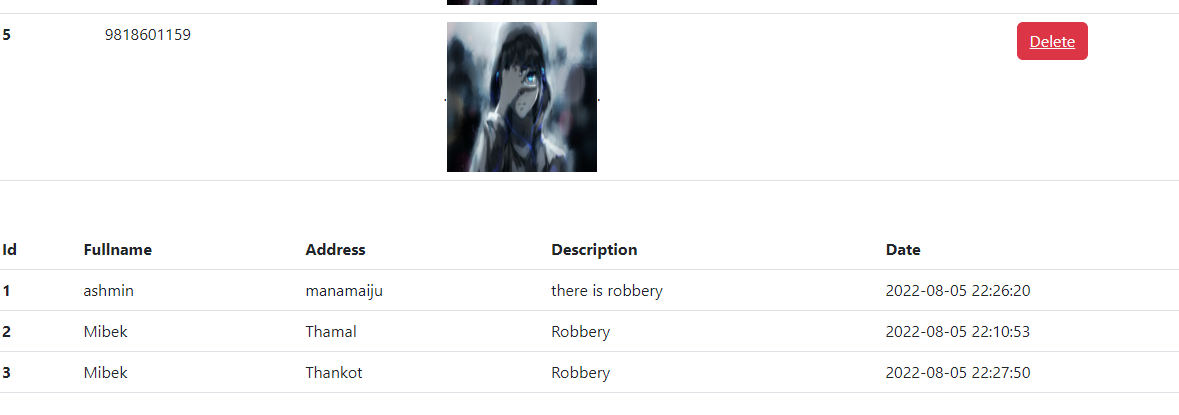 5 9818601159 Delete
. .
Id Fullname Address Description Date
1 ashmin manamaiju there is robbery 2022-08-05 22:26:20
2 Mibek Thamal Robbery 2022-08-05 22:10:53
3 Mibek Thankot Robbery 2022-08-05 22:27:50